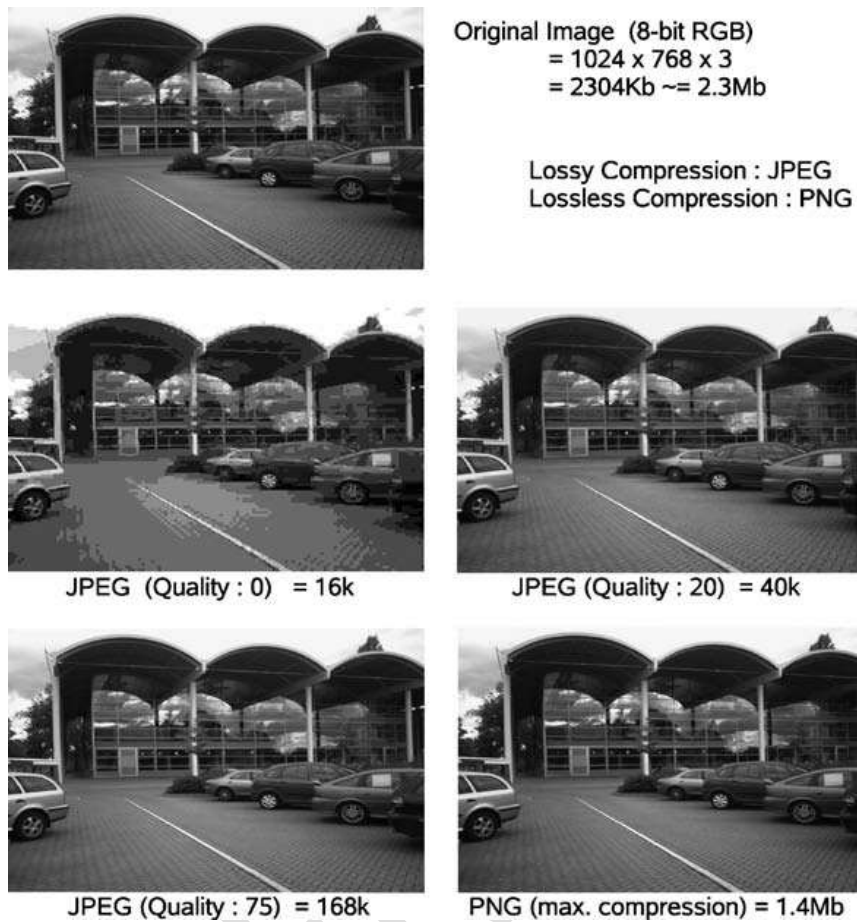 Original Image (8-bit RGB)
= 1024 x 768 x 3
= 2304Kb ~= 2.3Mb
Lossy Compression : JPEG
Lossless Compression : PNG
JPEG (Quality : 0) = 16k
JPEG (Quality : 20) = 40k
JPEG (Quality : 75) = 168k
PNG (max. compression) = 1.4Mb